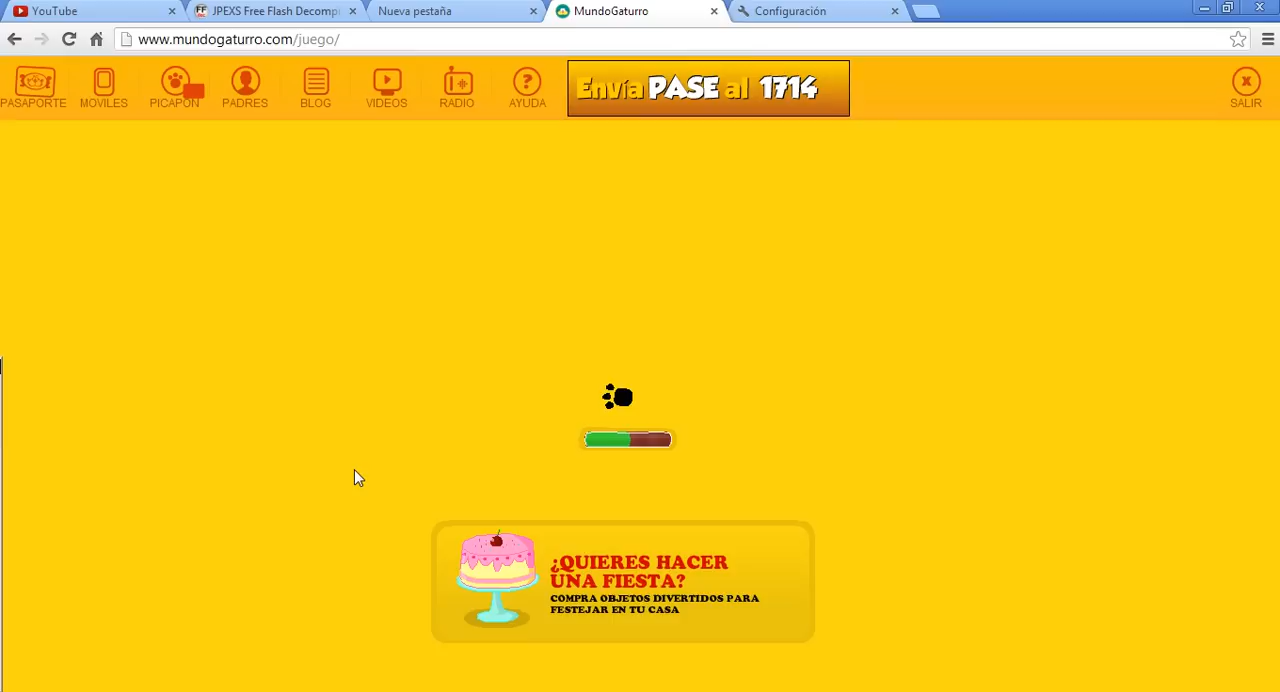 YouTube
JPEXS Free Flash Decomp
Nueva pestaña
MundoGaturro
Configuración
www.mundogaturro.com/juego/
PASAPORTE
MOVILES
PICAPON
PADRES
BLOG
VIDEOS
RADIO
AYUDA
Envía PASE al 1714
SALIR
¿QUIERES HACER
UNA FIESTA?
COMPRA OBJETOS DIVERTIDOS PARA
FESTEJAR EN TU CASA